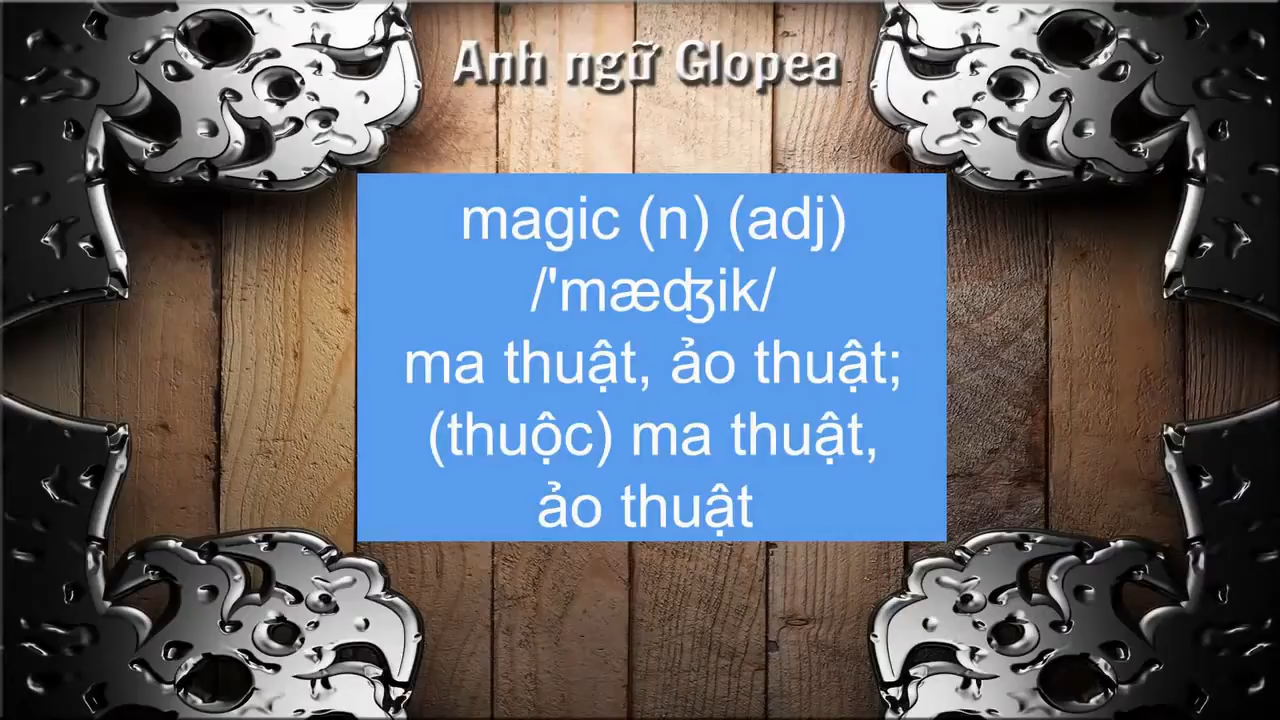 Anh ngữ Glopea
magic (n) (adj)
/'mæʤik/
ma thuật, ảo thuật;
(thuộc) ma thuật,
ảo thuật